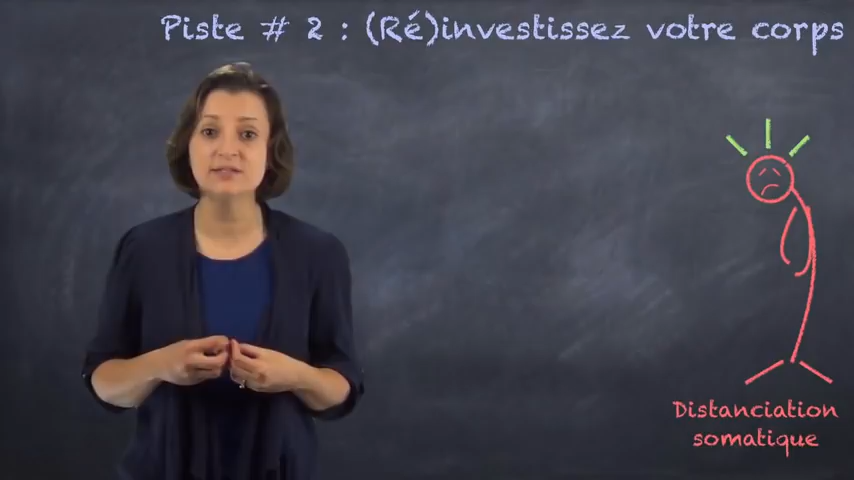 Piste # 2 : (Ré)investissez votre corps
Distanciation
somatique